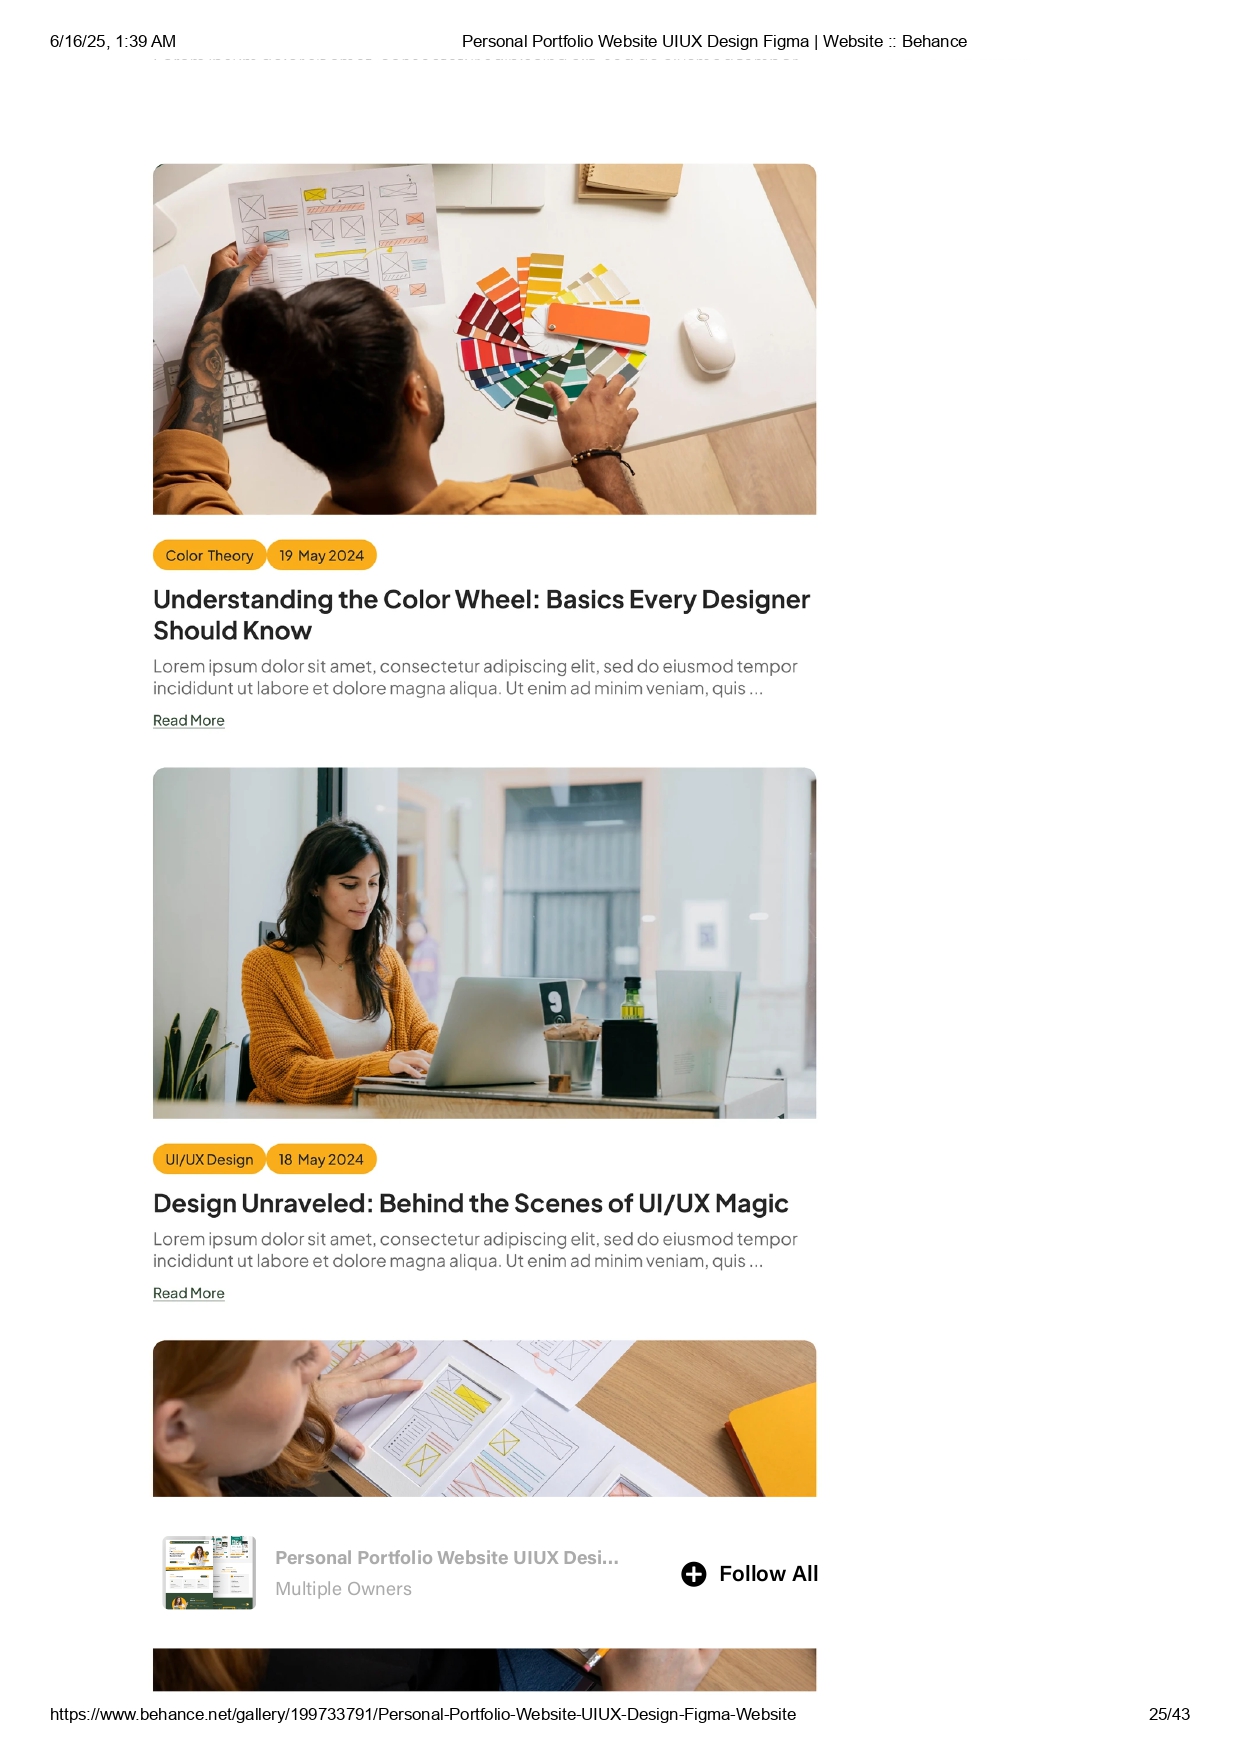 6/16/25, 1:39 AM
Personal Portfolio Website UIUX Design Figma | Website :: Behance
Color Theory
19 May 2024
Understanding the Color Wheel: Basics Every Designer
Should Know
Lorem ipsum dolor sit amet, consectetur adipiscing elit, sed do eiusmod tempor
incididunt ut labore et dolore magna aliqua. Ut enim ad minim veniam, quis ...
Read More
UI/UX Design
18 May 2024
Design Unraveled: Behind the Scenes of UI/UX Magic
Lorem ipsum dolor sit amet, consectetur adipiscing elit, sed do eiusmod tempor
incididunt ut labore et dolore magna aliqua. Ut enim ad minim veniam, quis ...
Read More
Personal Portfolio Website UIUX Desi...
Multiple Owners
Follow All
https://www.behance.net/gallery/199733791/Personal-Portfolio-Website-UIUX-Design-Figma-Website
25/43